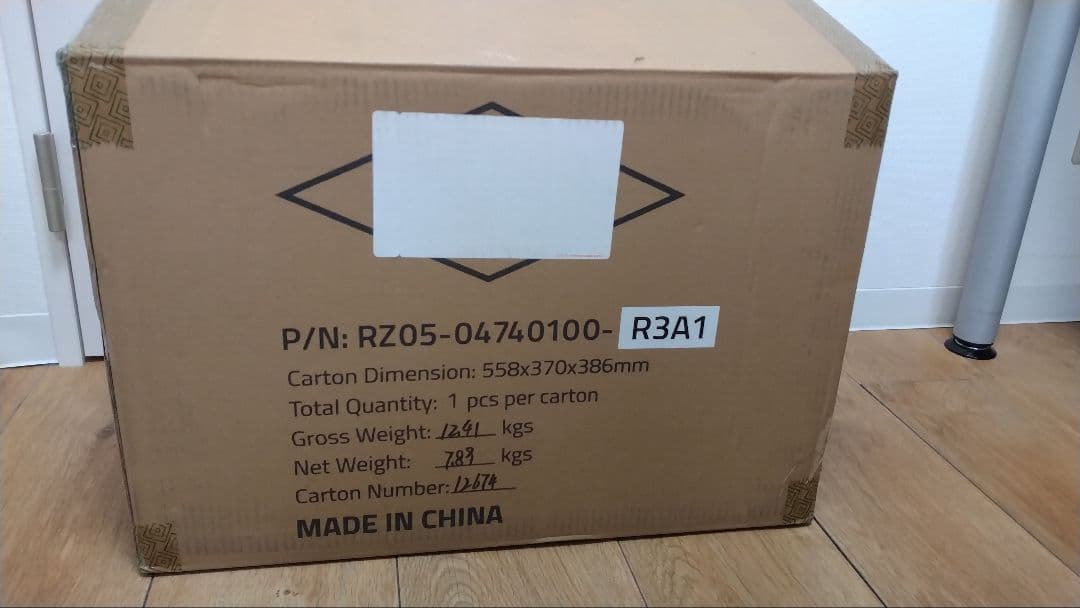 P/N: RZ05-04740100- R3A1
Carton Dimension: 558x370x386mm
Total Quantity: 1 pcs per carton
Gross Weight: 12.41 kgs
Net Weight: 7.89 kgs
Carton Number: 12674
MADE IN CHINA